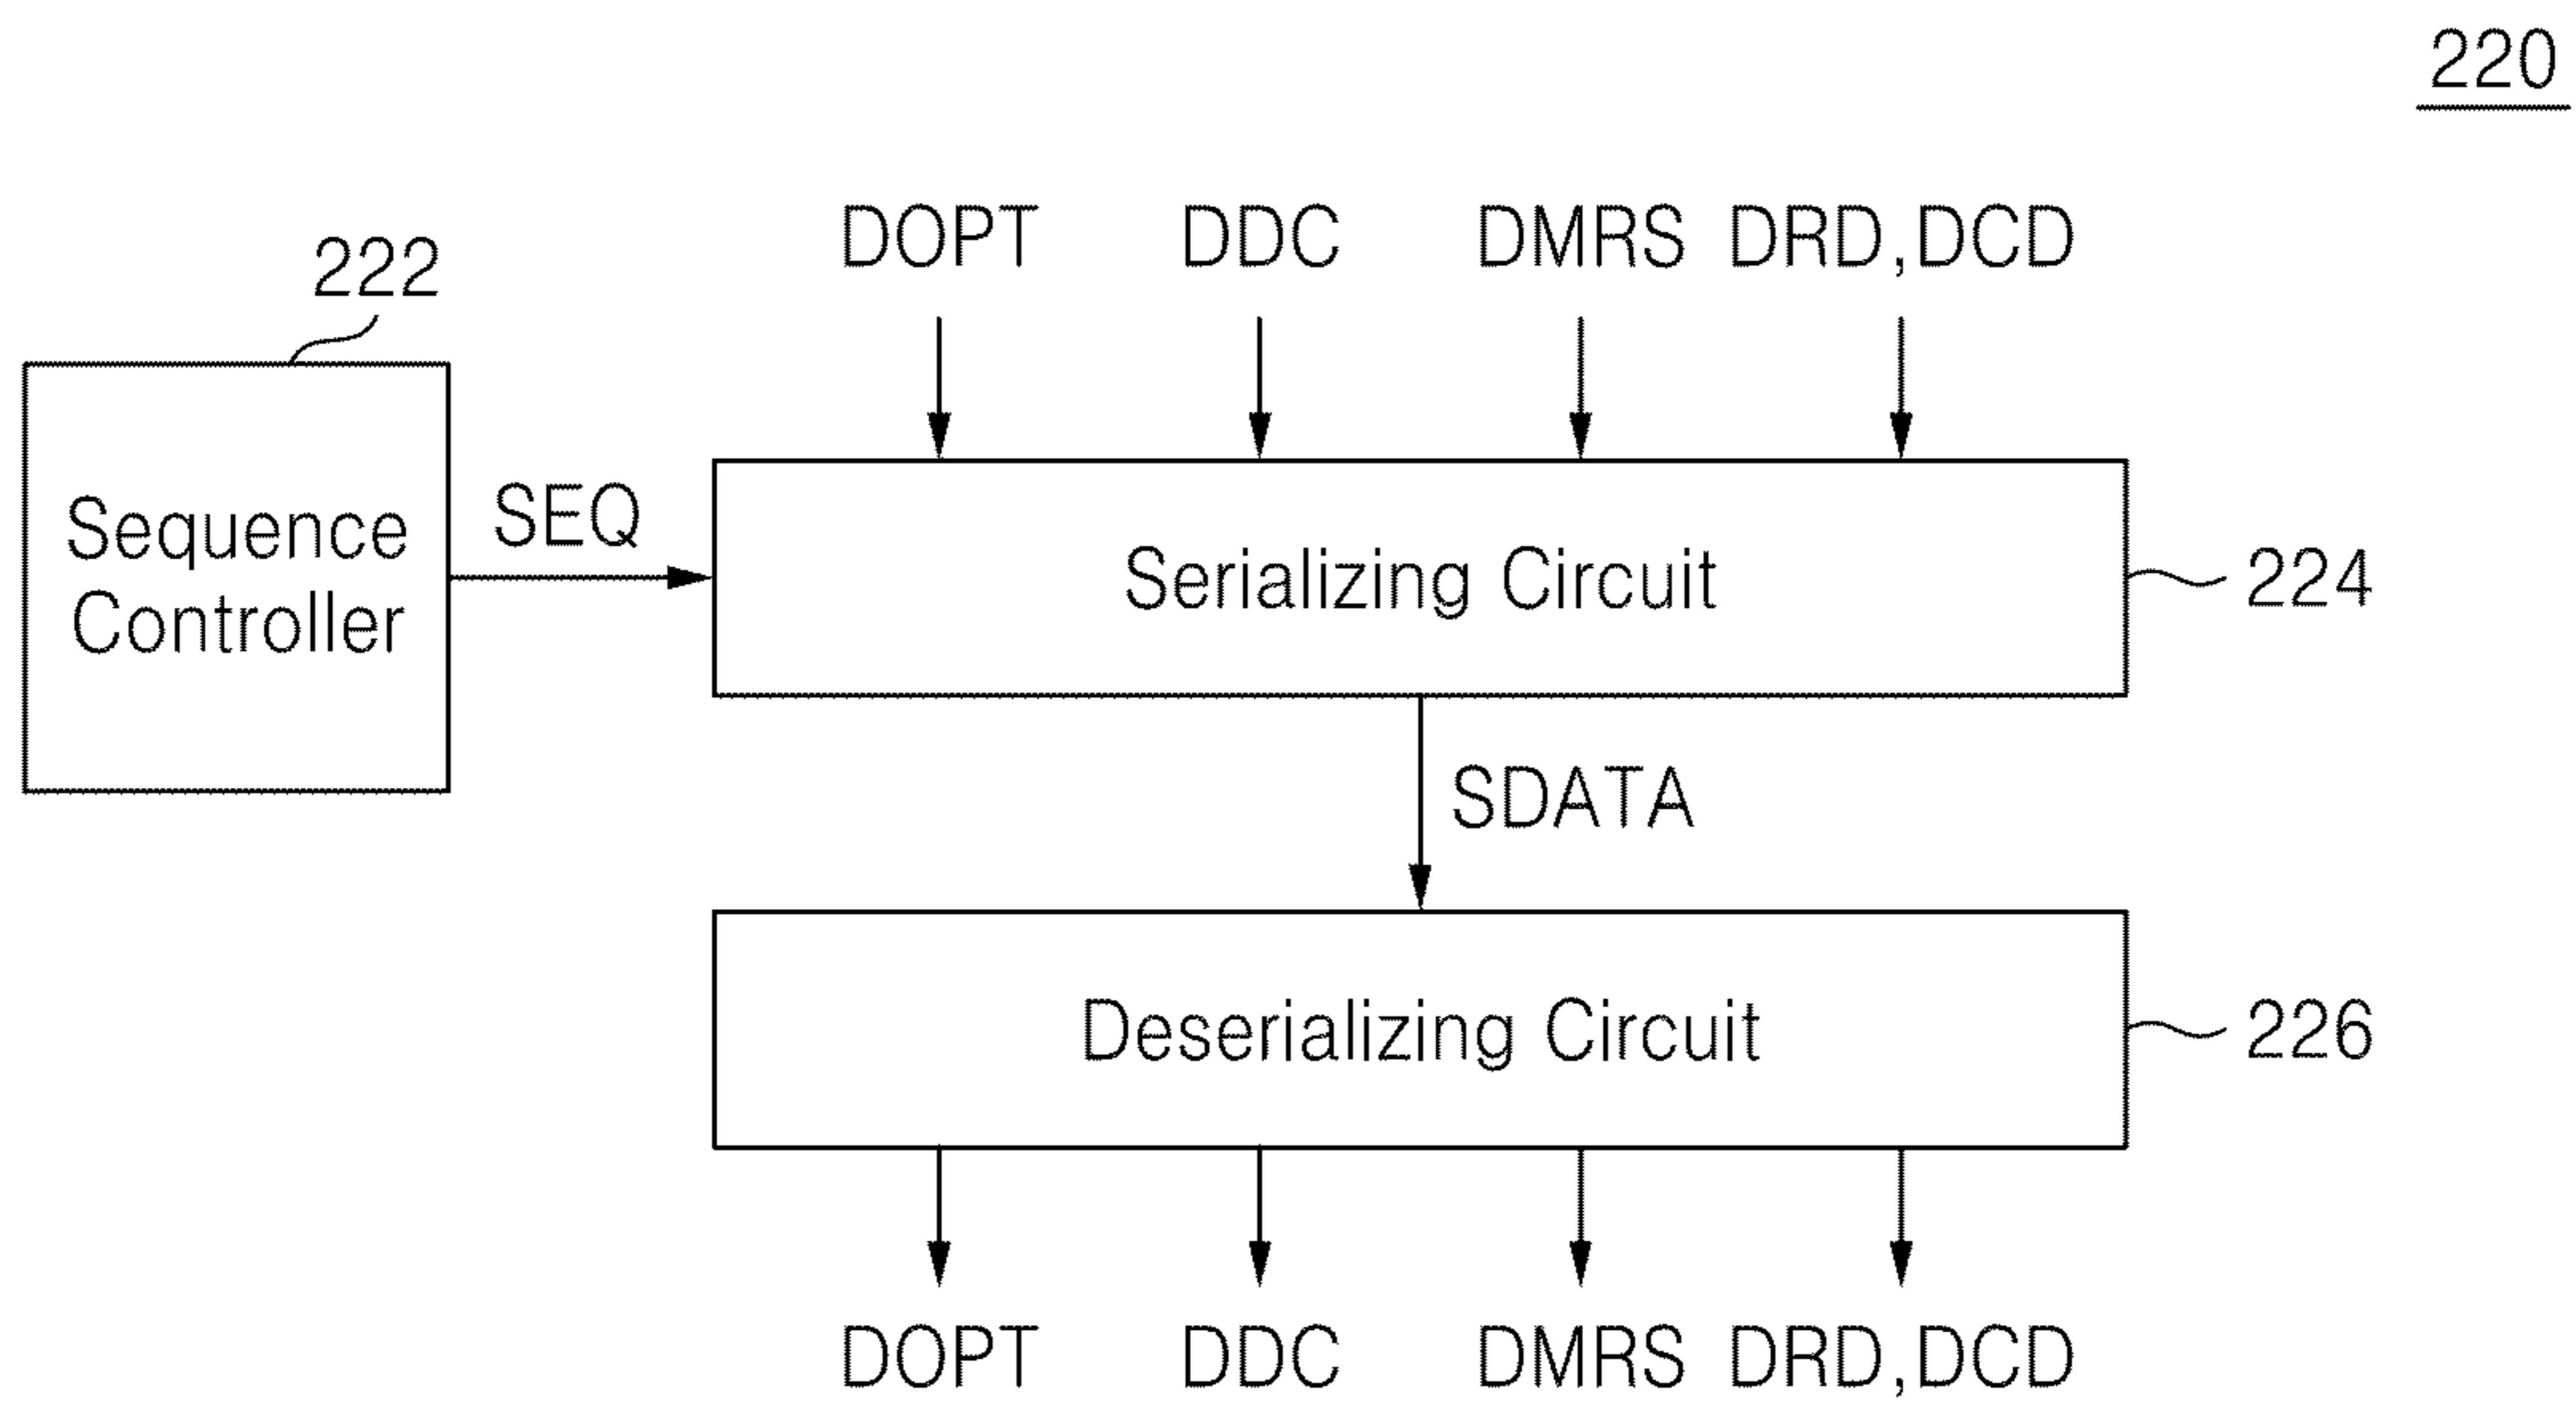 220
DOPT DDC DMRS DRD,DCD
222
Sequence
Controller
SEQ
Serializing Circuit
224
SDATA
Deserializing Circuit
226
DOPT DDC DMRS DRD,DCD